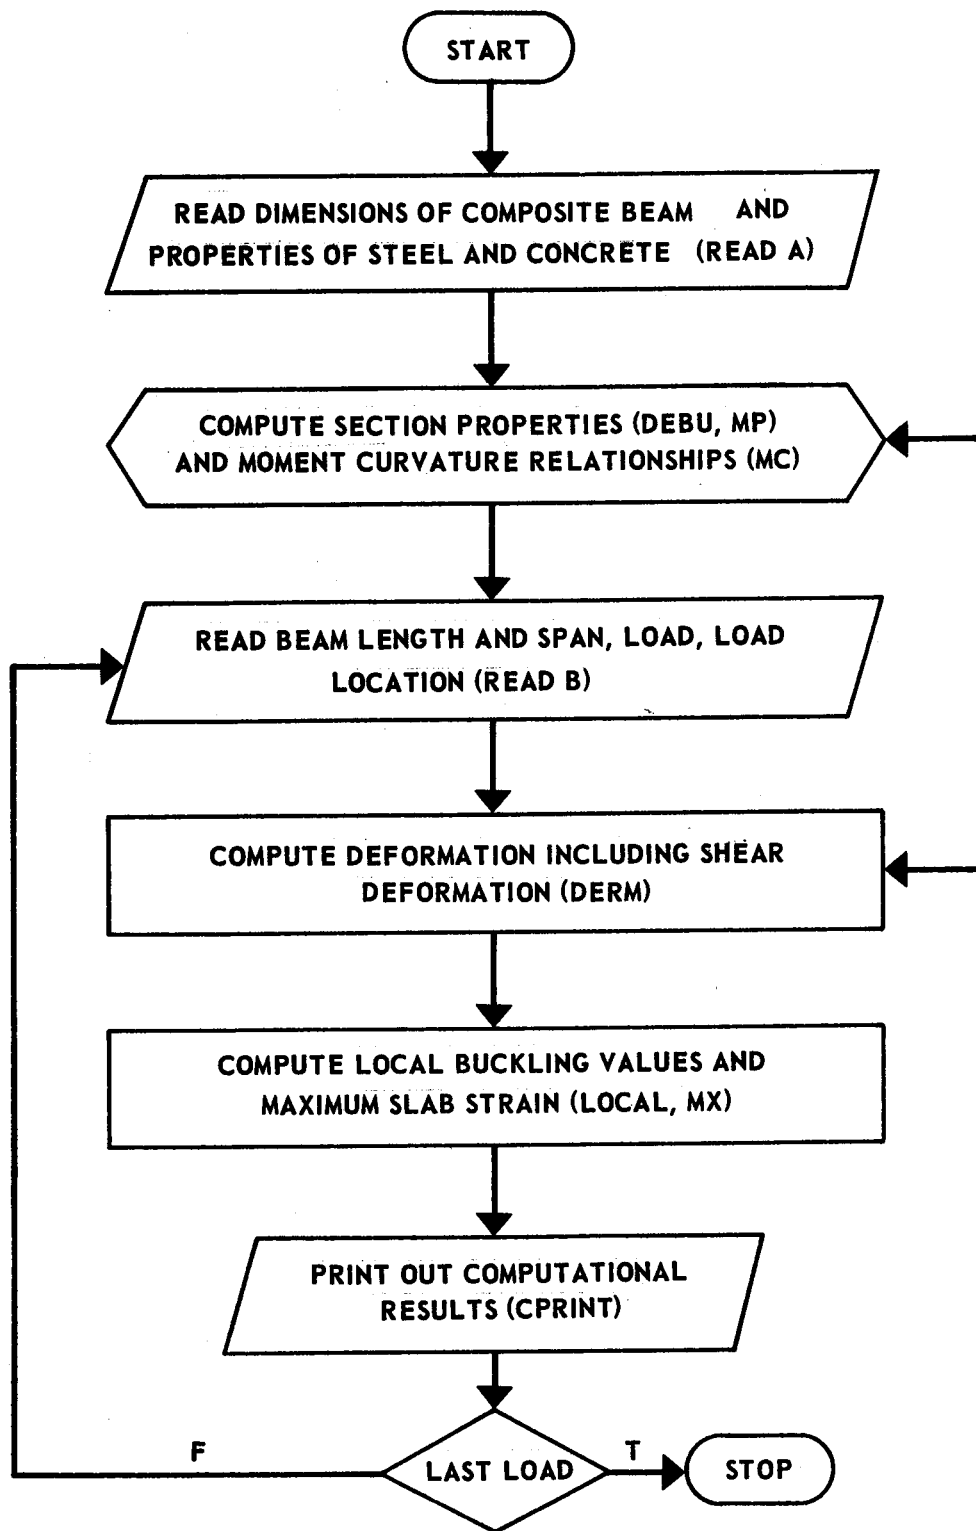 START
READ DIMENSIONS OF COMPOSITE BEAM AND
PROPERTIES OF STEEL AND CONCRETE (READ A)
COMPUTE SECTION PROPERTIES (DEBU, MP)
AND MOMENT CURVATURE RELATIONSHIPS (MC)
READ BEAM LENGTH AND SPAN, LOAD, LOAD
LOCATION (READ B)
COMPUTE DEFORMATION INCLUDING SHEAR
DEFORMATION (DERM)
COMPUTE LOCAL BUCKLING VALUES AND
MAXIMUM SLAB STRAIN (LOCAL, MX)
PRINT OUT COMPUTATIONAL
RESULTS (CPRINT)
F
LAST LOAD
T
STOP